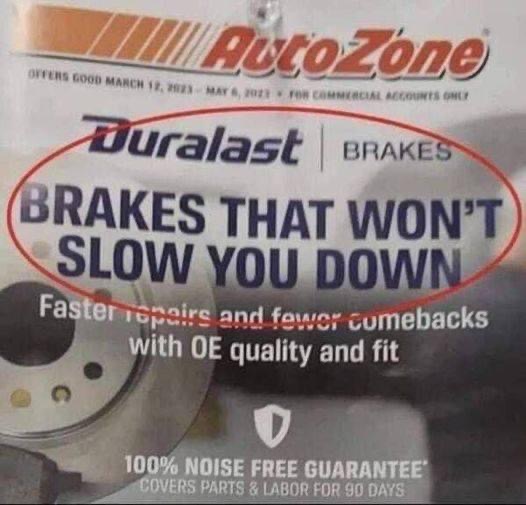 AutoZone
OFFERS GOOD MARCH 12, 2023 - MAY 6, 2023 • FOR COMMERCIAL ACCOUNTS ONLY
Duralast | BRAKES
BRAKES THAT WON'T
SLOW YOU DOWN
Faster repairs and fewer comebacks
with OE quality and fit
100% NOISE FREE GUARANTEE*
COVERS PARTS & LABOR FOR 90 DAYS